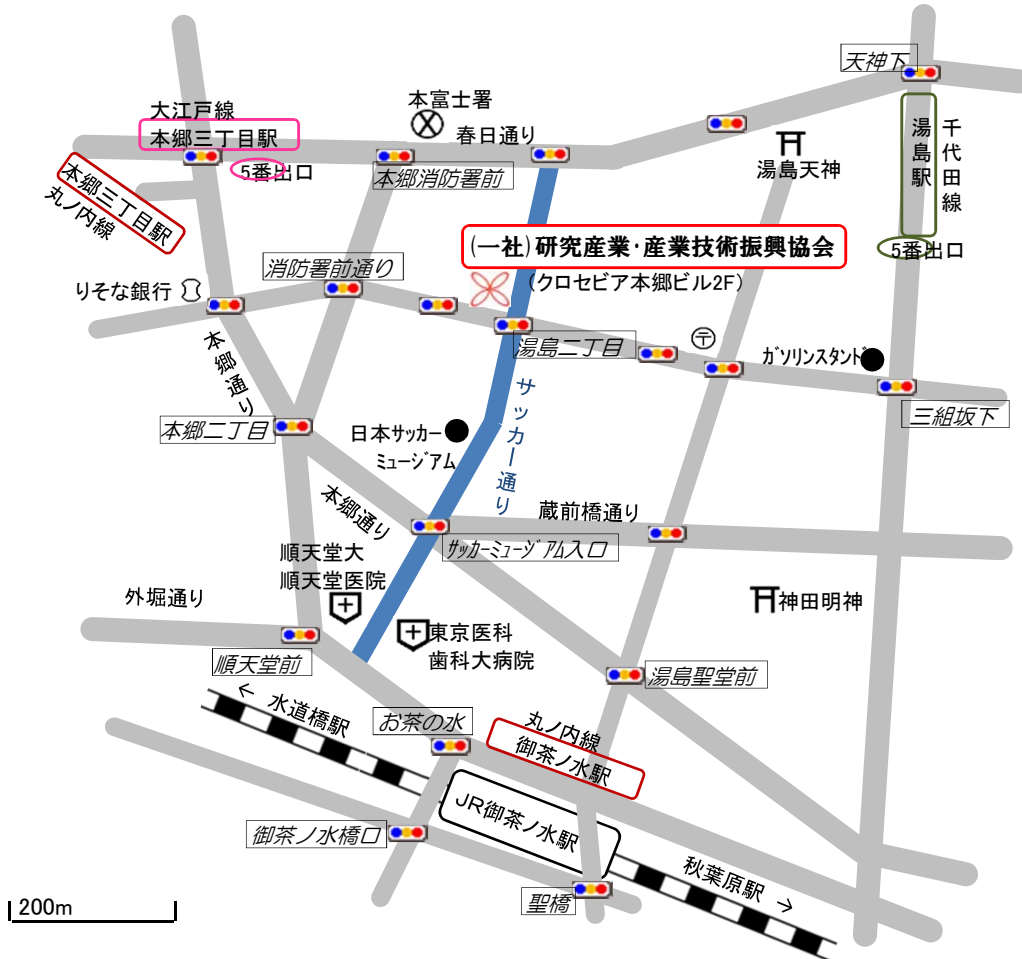 天神下
大江戸線
本郷三丁目駅
5番出口
本富士署
春日通り
本郷消防署前
湯島天神
湯島駅
千代田線
5番出口
本郷三丁目駅
丸ノ内線
(一社)研究産業・産業技術振興協会
(クロセビア本郷ビル2F)
消防署前通り
りそな銀行
本郷通り
湯島二丁目
〒
ガソリンスタンド
三組坂下
サッカー通り
本郷二丁目
日本サッカー
ミュージアム
本郷通り
蔵前橋通り
サッカーミュージアム入口
順天堂大
順天堂医院
外堀通り
神田明神
東京医科
歯科大病院
順天堂前
湯島聖堂前
← 水道橋駅
お茶の水
丸ノ内線
御茶ノ水駅
JR御茶ノ水駅
御茶ノ水橋口
秋葉原駅 →
聖橋
200m